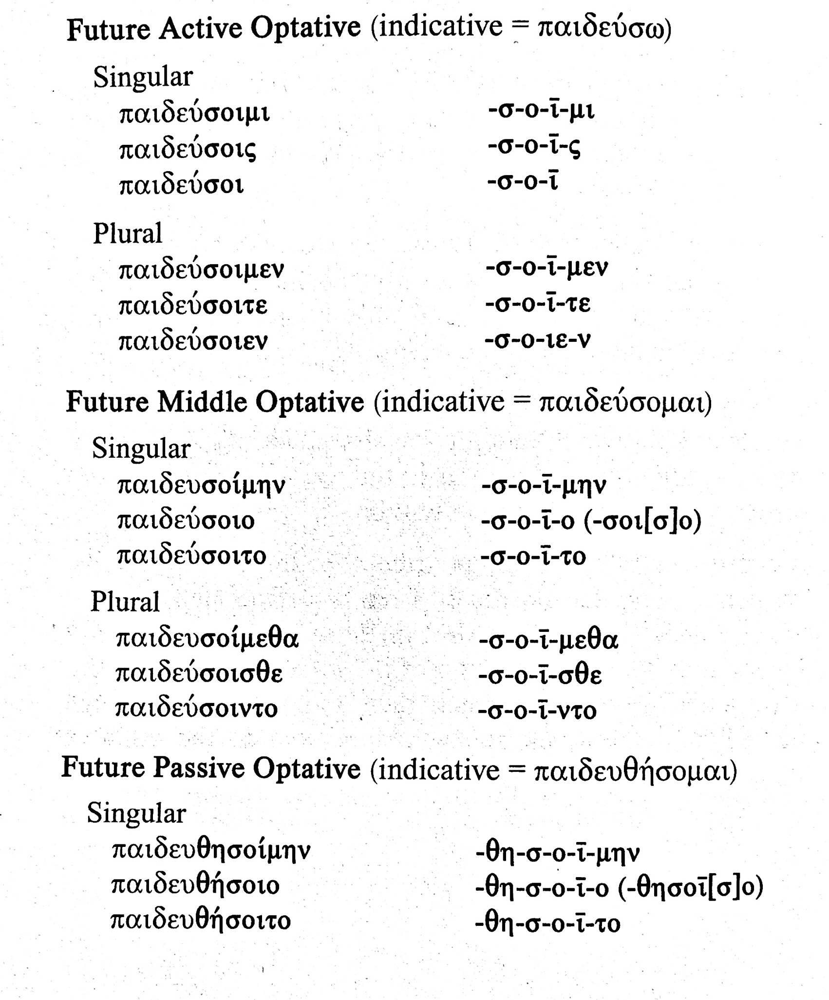 Future Active Optative (indicative = παιδεύσω)
Singular
παιδεύσοιμι -σ-ο-ῑ-μι
παιδεύσοις -σ-ο-ῑ-ς
παιδεύσοι -σ-ο-ῑ
Plural
παιδεύσοιμεν -σ-ο-ῑ-μεν
παιδεύσοιτε -σ-ο-ῑ-τε
παιδεύσοιεν -σ-ο-ιε-ν
Future Middle Optative (indicative = παιδεύσομαι)
Singular
παιδευσοίμην -σ-ο-ῑ-μην
παιδεύσοιο -σ-ο-ῑ-ο (-σοι[σ]ο)
παιδεύσοιτο -σ-ο-ῑ-το
Plural
παιδευσοίμεθα -σ-ο-ῑ-μεθα
παιδεύσοισθε -σ-ο-ῑ-σθε
παιδεύσοιντο -σ-ο-ῑ-ντο
Future Passive Optative (indicative = παιδευθήσομαι)
Singular
παιδευθησοίμην -θη-σ-ο-ῑ-μην
παιδευθήσοιο -θη-σ-ο-ῑ-ο (-θησοῑ[σ]ο)
παιδευθήσοιτο -θη-σ-ο-ῑ-το